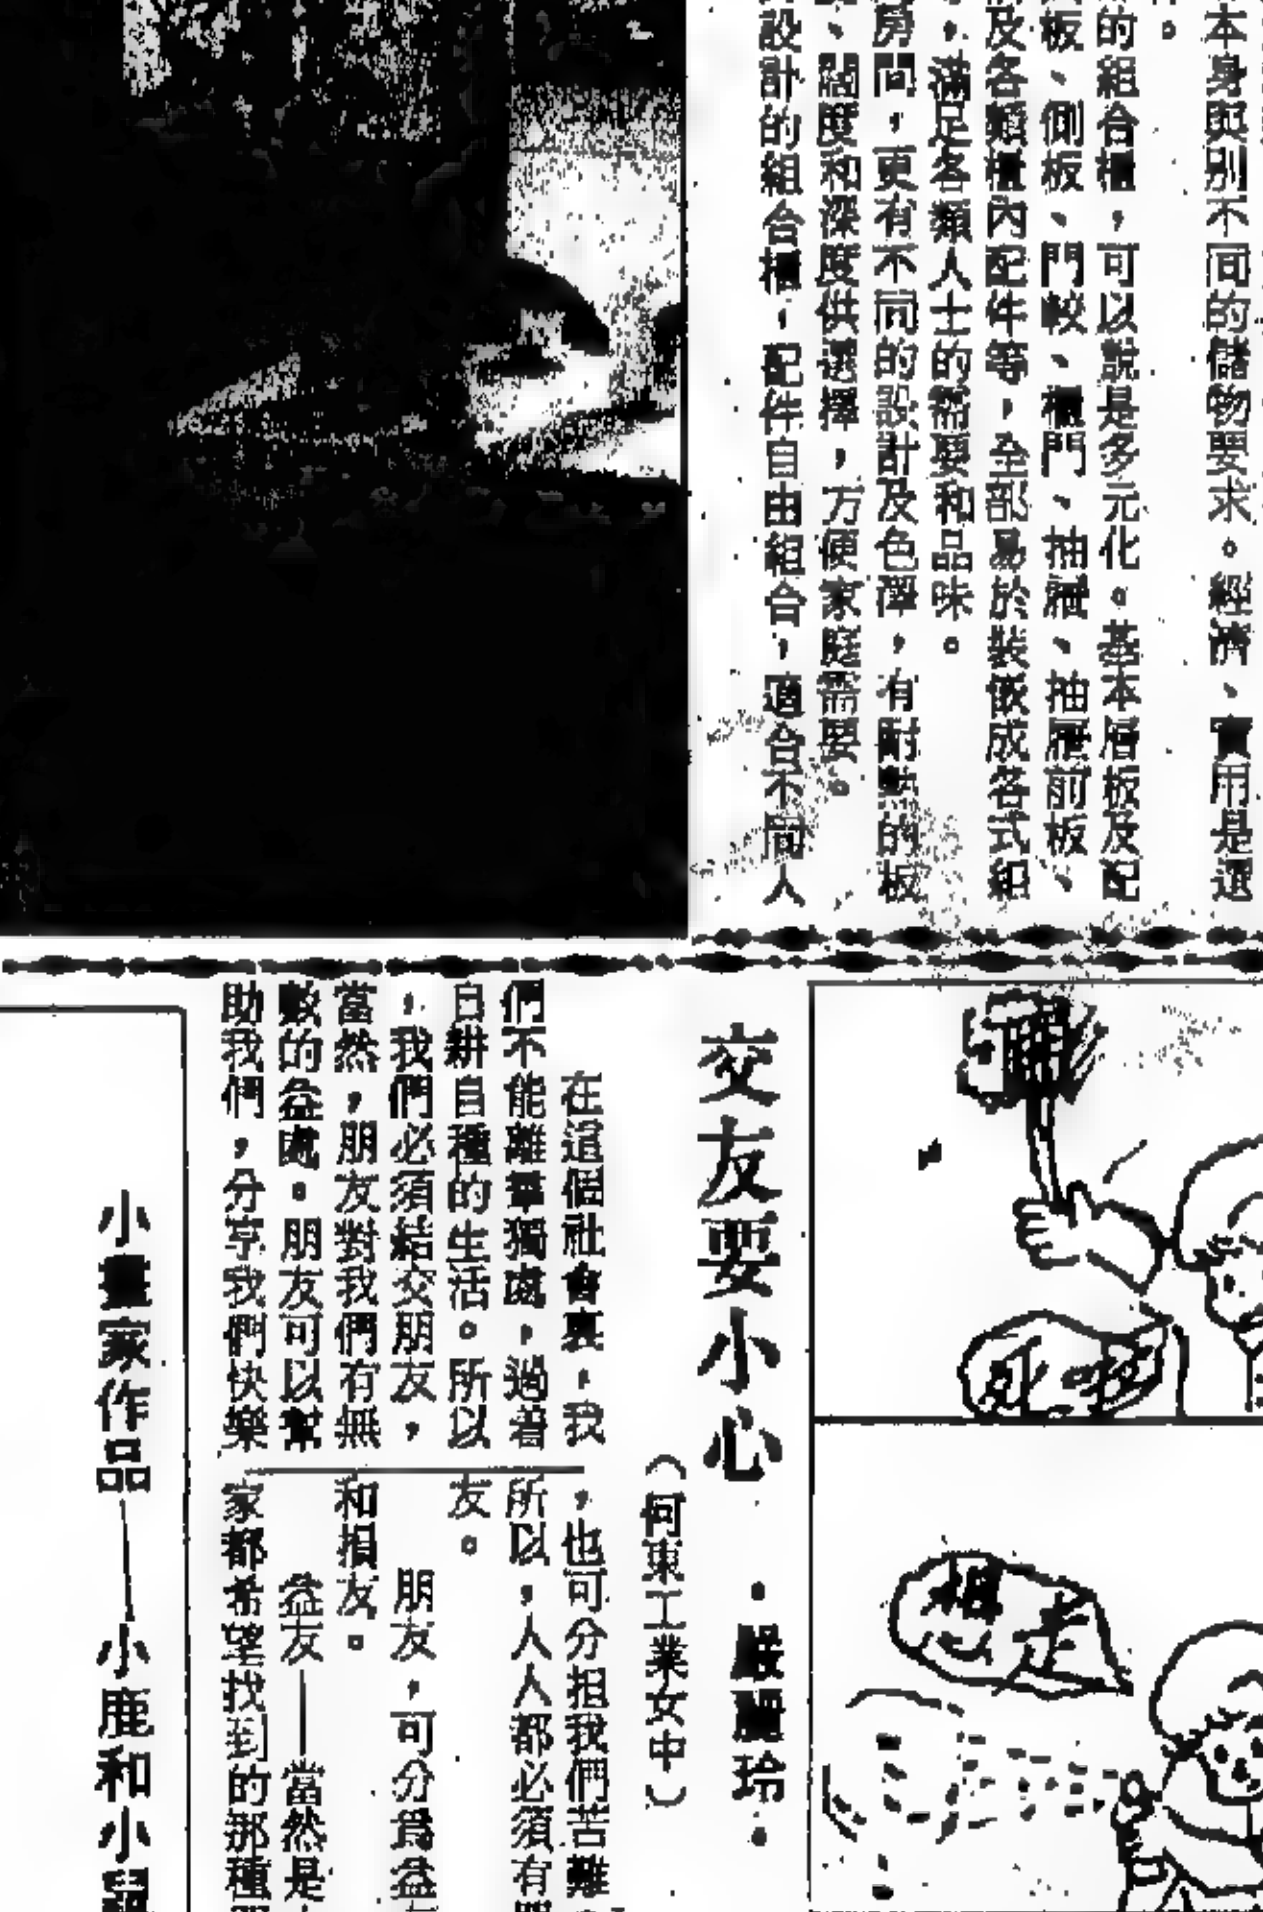 本身與別不同的儲物要求。經濟、實用是選
的組合櫃，可以說是多元化。基本層板及配
板、側板、門較、櫃門、抽屜、抽屜前板、
及各類櫃內配件等，全部易於裝嵌成各式組
，滿足各類人士的需要和品味。
房間，更有不同的設計及色澤，有耐熱的板
、闊度和深度供選擇，方便家庭需要。
設計的組合櫃，配件自由組合，適合不同人
死啦
想走
交友要小心
•嚴麗玲•
（何東工業女中）
在這個社會裏，我
們不能離羣獨處，過着
自耕自種的生活。所以
，我們必須結交朋友，
當然，朋友對我們有無
數的益處。朋友可以幫
助我們，分享我們快樂
，也可分担我們苦難
所以，人人都必須有
友。
朋友，可分爲益
和損友。
益友——當然是
家都希望找到的那種
小畫家作品——小鹿和小